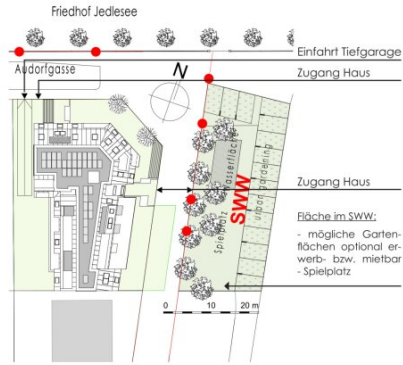 Friedhof Jedlesee
Einfahrt Tiefgarage
Audorfgasse
N
Zugang Haus
Zugang Haus
Spielplatz
Wasserfläche
SWW
urban gardening
Fläche im SWW:
- mögliche Garten-
flächen optional er-
werb- bzw. mietbar
- Spielplatz
0 10 20 m